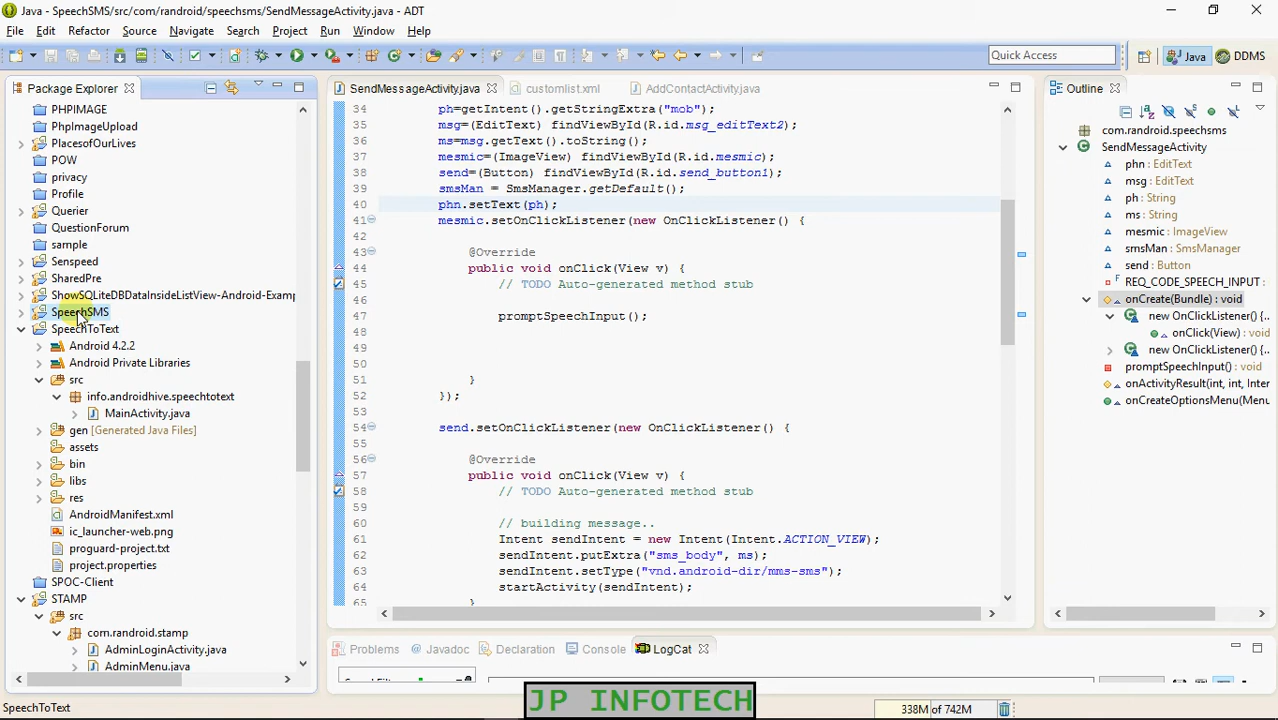 Java - SpeechSMS/src/com/randroid/speechsms/SendMessageActivity.java - ADT
File Edit Refactor Source Navigate Search Project Run Window Help
Quick Access
Java
DDMS
Package Explorer
PHPIMAGE
PhpImageUpload
PlacesofOurLives
POW
privacy
Profile
Querier
QuestionForum
sample
Senspeed
SharedPre
ShowSQLiteDBDataInsideListView-Android-Examp
SpeechSMS
SpeechToText
Android 4.2.2
Android Private Libraries
src
info.androidhive.speechtotext
MainActivity.java
gen [Generated Java Files]
assets
bin
libs
res
AndroidManifest.xml
ic_launcher-web.png
proguard-project.txt
project.properties
SPOC-Client
STAMP
src
com.randroid.stamp
AdminLoginActivity.java
AdminMenu.java
SendMessageActivity.java
customlist.xml
AddContactActivity.java
34 ph=getIntent().getStringExtra("mob");
35 msg=(EditText) findViewById(R.id.msg_editText2);
36 ms=msg.getText().toString();
37 mesmic=(ImageView) findViewById(R.id.mesmic);
38 send=(Button) findViewById(R.id.send_button1);
39 smsMan = SmsManager.getDefault();
40 phn.setText(ph);
41 mesmic.setOnClickListener(new OnClickListener() {
42
43 @Override
44 public void onClick(View v) {
45 // TODO Auto-generated method stub
46
47 promptSpeechInput();
48
49
50
51 }
52 });
53
54 send.setOnClickListener(new OnClickListener() {
55
56 @Override
57 public void onClick(View v) {
58 // TODO Auto-generated method stub
59
60 // building message..
61 Intent sendIntent = new Intent(Intent.ACTION_VIEW);
62 sendIntent.putExtra("sms_body", ms);
63 sendIntent.setType("vnd.android-dir/mms-sms");
64 startActivity(sendIntent);
65 }
Outline
com.randroid.speechsms
SendMessageActivity
phn : EditText
msg : EditText
ph : String
ms : String
mesmic : ImageView
smsMan : SmsManager
send : Button
REQ_CODE_SPEECH_INPUT :
onCreate(Bundle) : void
new OnClickListener() {..
onClick(View) : void
new OnClickListener() {..
promptSpeechInput() : void
onActivityResult(int, int, Inter
onCreateOptionsMenu(Menu
Problems
Javadoc
Declaration
Console
LogCat
SpeechToText
JP INFOTECH
338M of 742M